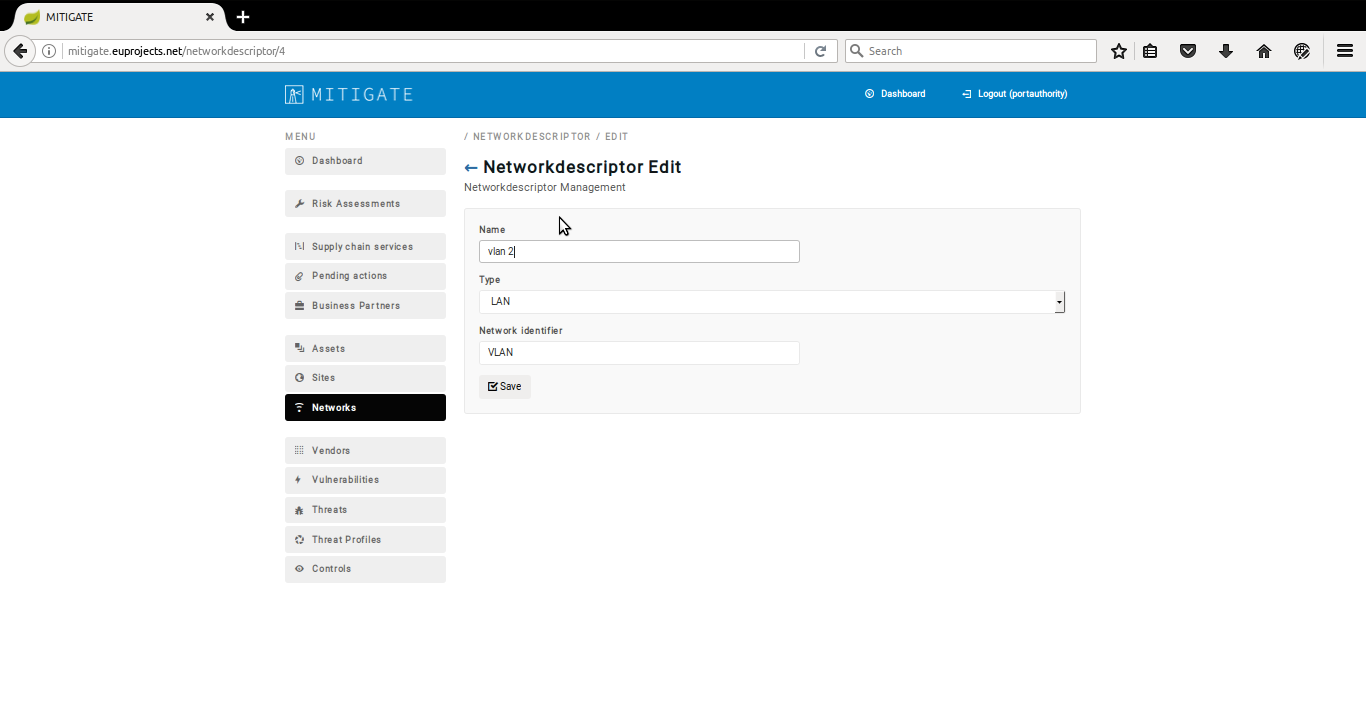 MITIGATE
mitigate.euprojects.net/networkdescriptor/4
Search
MITIGATE
Dashboard
Logout (portauthority)
MENU
Dashboard
Risk Assessments
Supply chain services
Pending actions
Business Partners
Assets
Sites
Networks
Vendors
Vulnerabilities
Threats
Threat Profiles
Controls
/ NETWORKDESCRIPTOR / EDIT
← Networkdescriptor Edit
Networkdescriptor Management
Name
vlan 2
Type
LAN
Network identifier
VLAN
Save